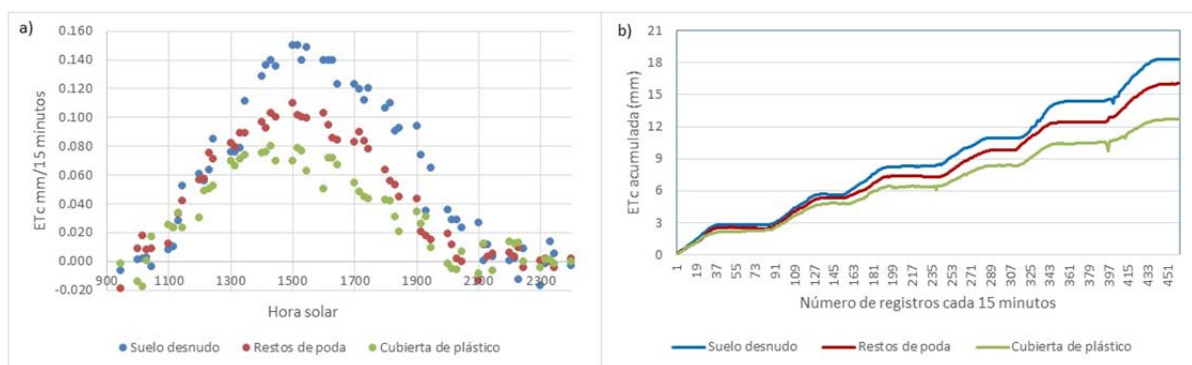 a)
0.160
0.140
0.120
0.100
0.080
0.060
0.040
0.020
0.000
-0.020
ETc mm/15 minutos
900 1100 1300 1500 1700 1900 2100 2300
Hora solar
Suelo desnudo Restos de poda Cubierta de plástico
b)
21
18
15
12
9
6
3
0
ETc acumulada (mm)
1 19 37 55 73 91 109 127 145 163 181 199 217 235 253 271 289 307 325 343 361 379 397 415 433 451
Número de registros cada 15 minutos
Suelo desnudo Restos de poda Cubierta de plástico